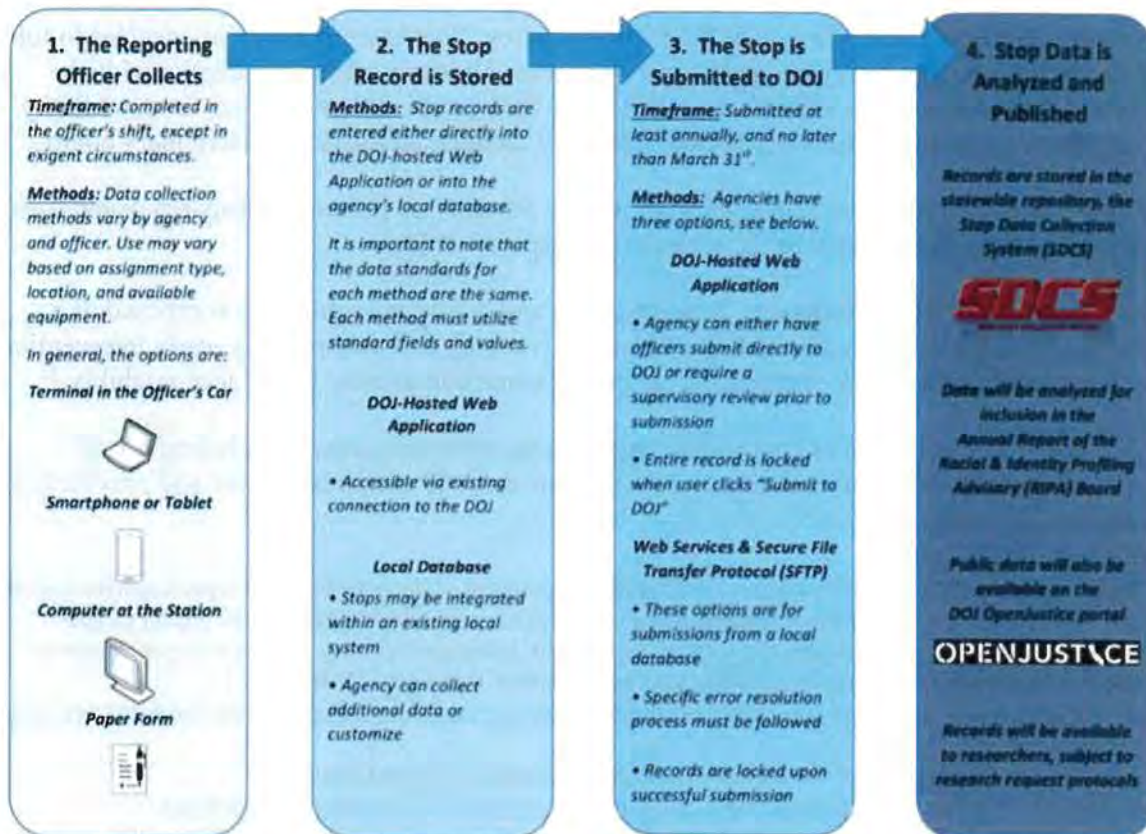 1. The Reporting
Officer Collects
Timeframe: Completed in
the officer's shift, except in
exigent circumstances.
Methods: Data collection
methods vary by agency
and officer. Use may vary
based on assignment type,
location, and available
equipment.
In general, the options are:
Terminal in the Officer's Car
Smartphone or Tablet
Computer at the Station
Paper Form
2. The Stop
Record is Stored
Methods: Stop records are
entered either directly into
the DOJ-hosted Web
Application or into the
agency's local database.
It is important to note that
the data standards for
each method are the same.
Each method must utilize
standard fields and values.
DOJ-Hosted Web
Application
• Accessible via existing
connection to the DOJ
Local Database
• Stops may be integrated
within an existing local
system
• Agency can collect
additional data or
customize
3. The Stop is
Submitted to DOJ
Timeframe: Submitted at
least annually, and no later
than March 31st.
Methods: Agencies have
three options, see below.
DOJ-Hosted Web
Application
• Agency can either have
officers submit directly to
DOJ or require a
supervisory review prior to
submission
• Entire record is locked
when user clicks "Submit to
DOJ"
Web Services & Secure File
Transfer Protocol (SFTP)
• These options are for
submissions from a local
database
• Specific error resolution
process must be followed
• Records are locked upon
successful submission
4. Stop Data is
Analyzed and
Published
Records are stored in the
statewide repository, the
Stop Data Collection
System (SDCS)
SDCS
Data will be analyzed for
inclusion in the
Annual Report of the
Racial & Identity Profiling
Advisory (RIPA) Board
Public data will also be
available on the
DOJ OpenJustice portal
OPENJUSTICE
Records will be available
to researchers, subject to
research request protocols